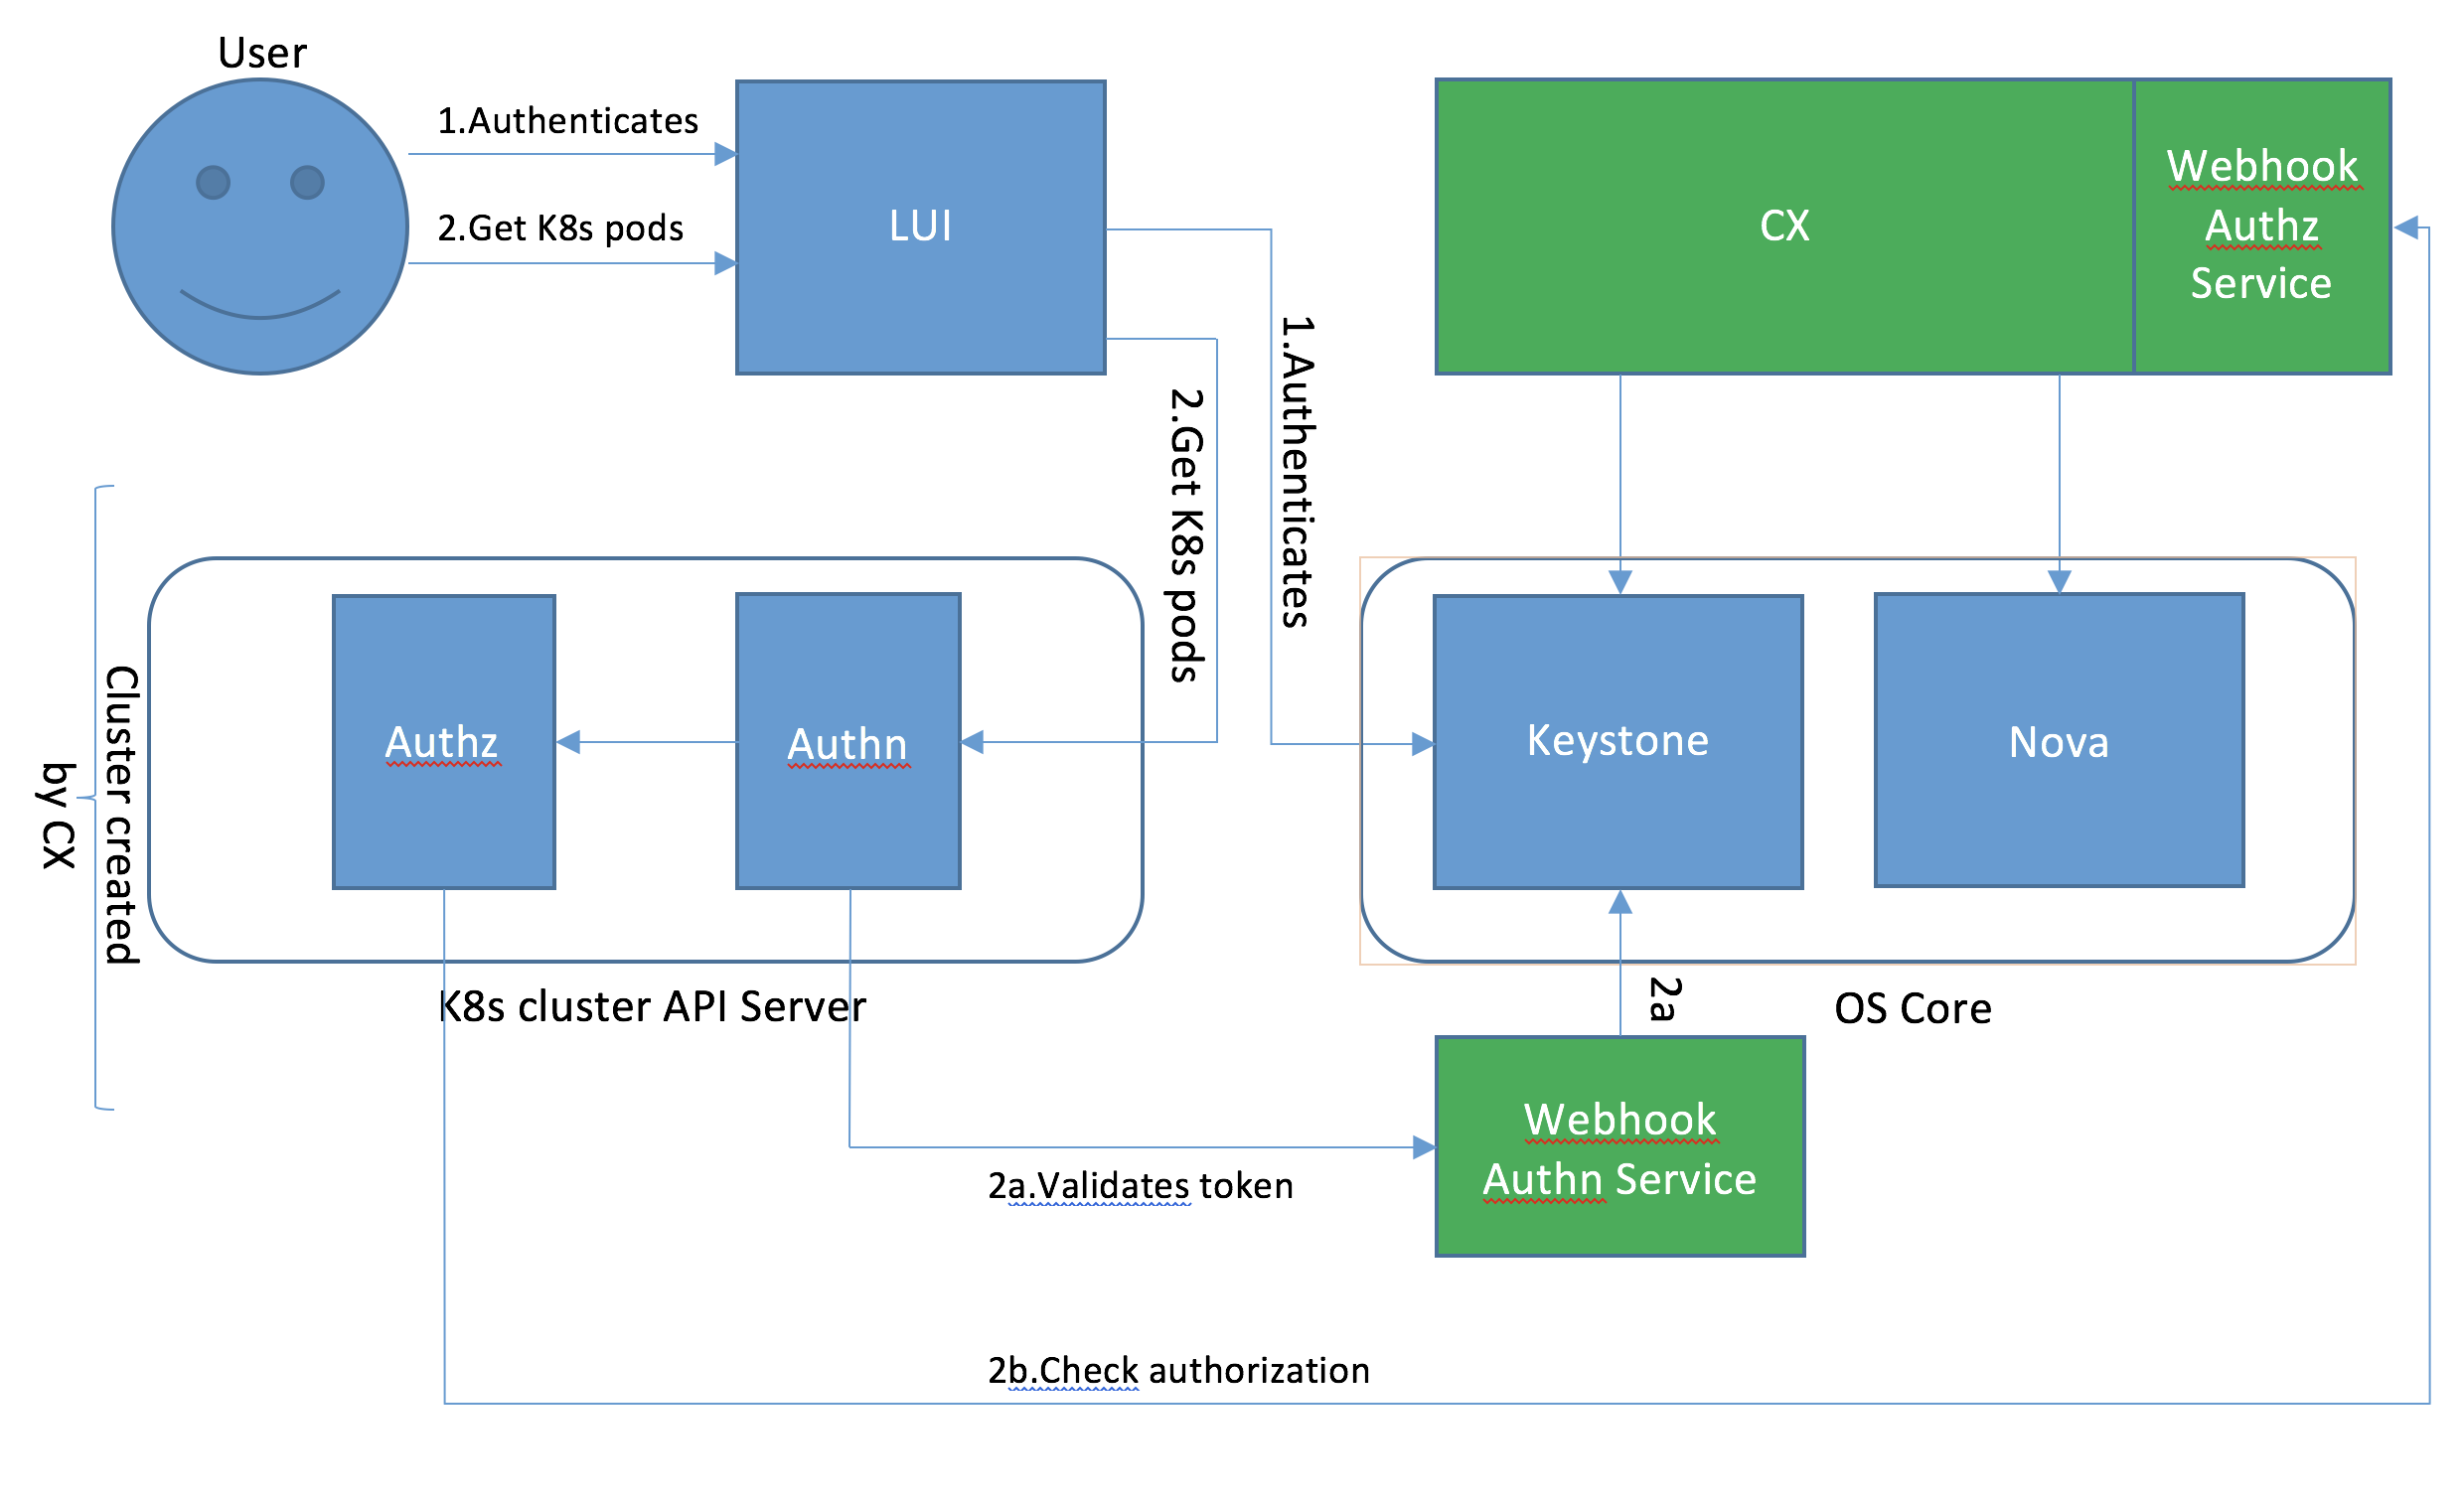 User
1.Authenticates
2.Get K8s pods
LUI
CX
Webhook
Authz
Service
1.Authenticates
2.Get K8s pods
Cluster created
by CX
Authz
Authn
Keystone
Nova
K8s cluster API Server
2a
OS Core
Webhook
Authn Service
2a.Validates token
2b.Check authorization